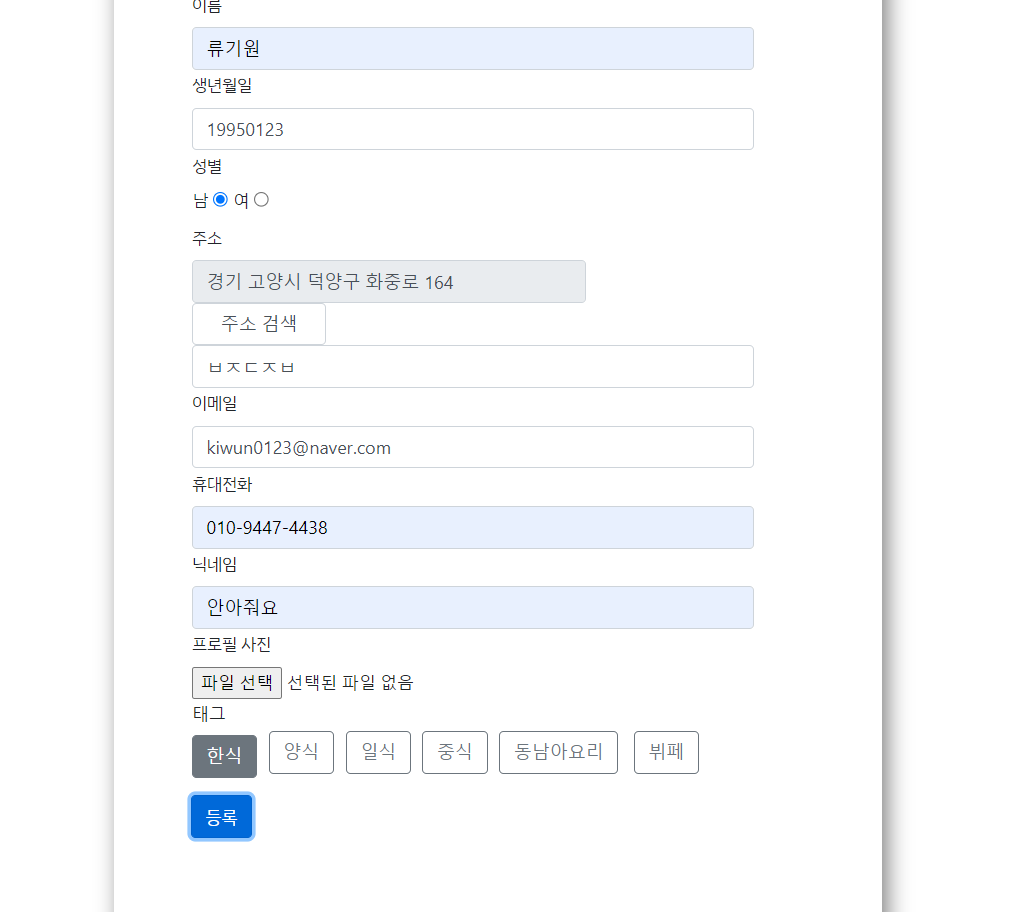 이름
류기원
생년월일
19950123
성별
남 여
주소
경기 고양시 덕양구 화중로 164
주소 검색
ㅂㅈㄷㅈㅂ
이메일
kiwun0123@naver.com
휴대전화
010-9447-4438
닉네임
안아줘요
프로필 사진
파일 선택 선택된 파일 없음
태그
한식 양식 일식 중식 동남아요리 뷔페
등록